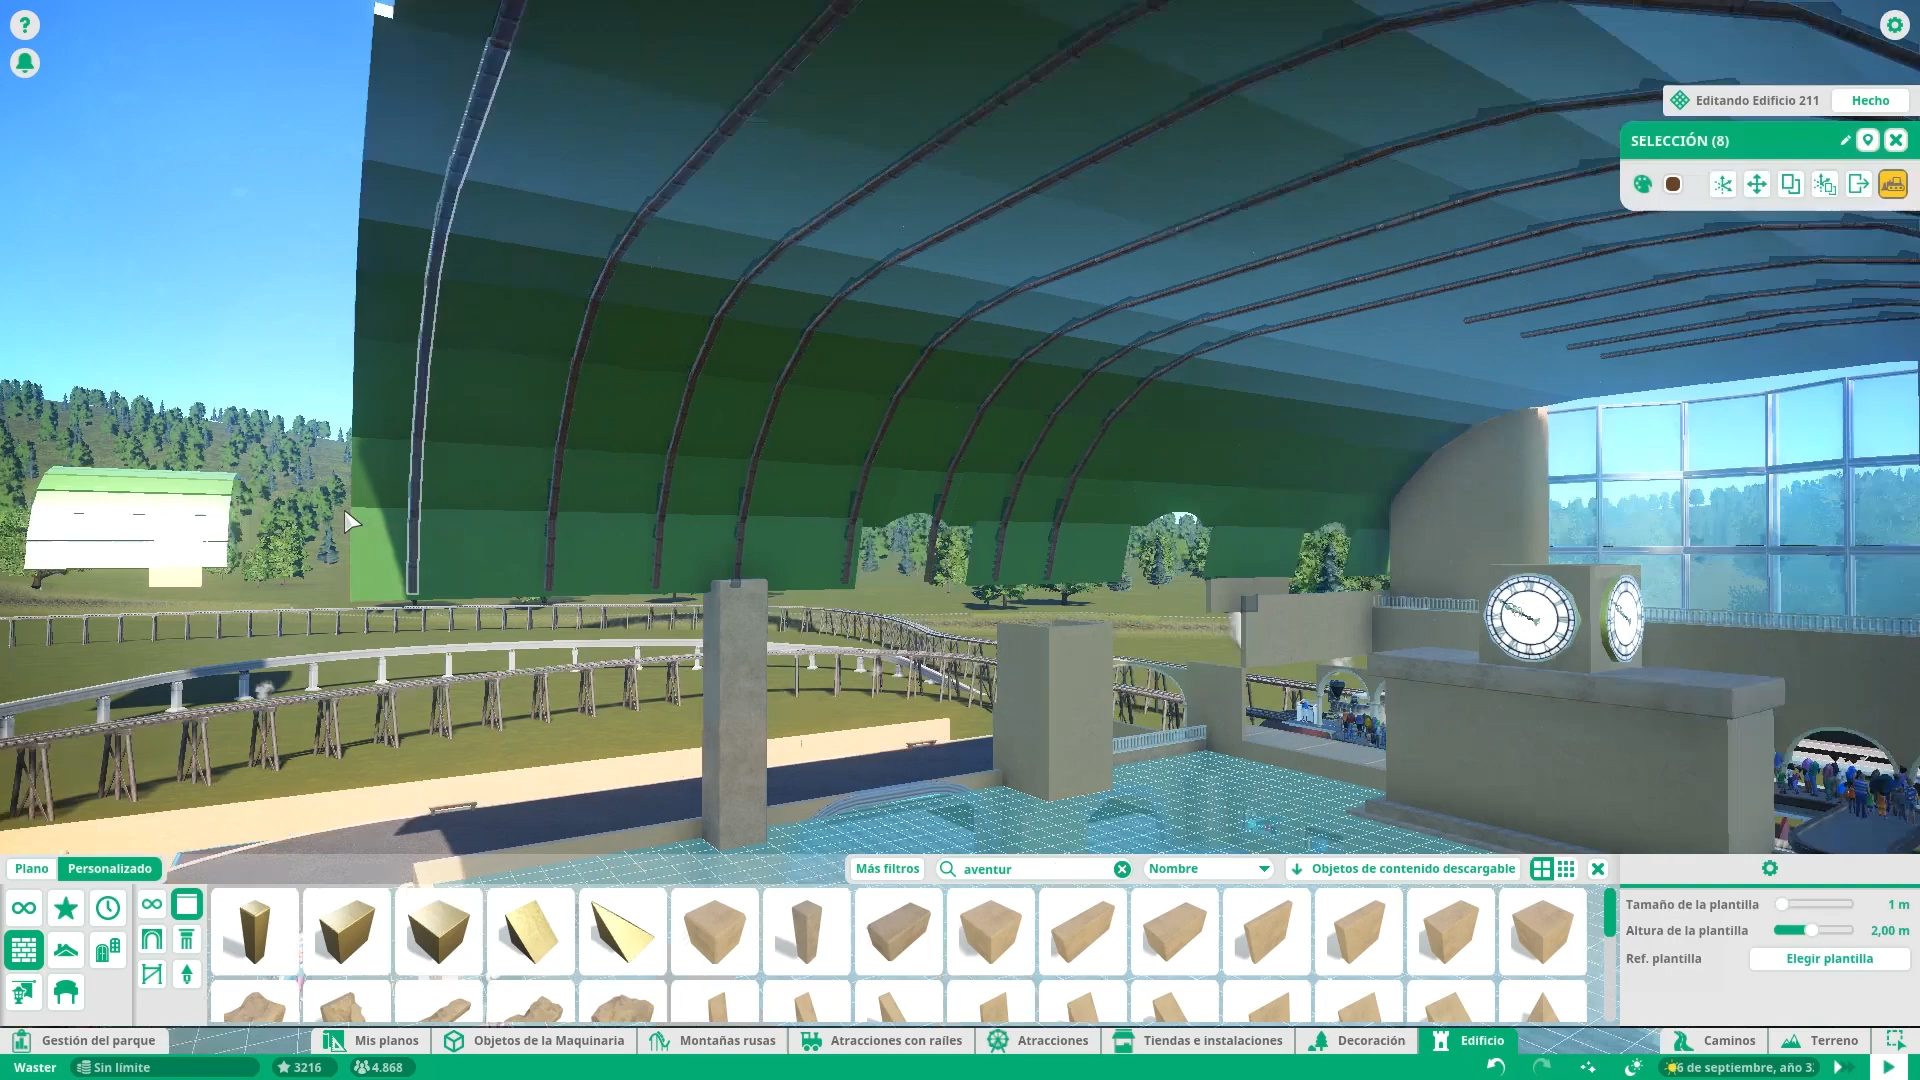 Editando Edificio 211
Hecho
SELECCIÓN (8)
Plano
Personalizado
Más filtros
aventur
Nombre
Objetos de contenido descargable
Tamaño de la plantilla
1 m
Altura de la plantilla
2,00 m
Ref. plantilla
Elegir plantilla
Gestión del parque
Mis planos
Objetos de la Maquinaria
Montañas rusas
Atracciones con raíles
Atracciones
Tiendas e instalaciones
Decoración
Edificio
Caminos
Terreno
Waster
Sin límite
3216
4.868
6 de septiembre, año 3